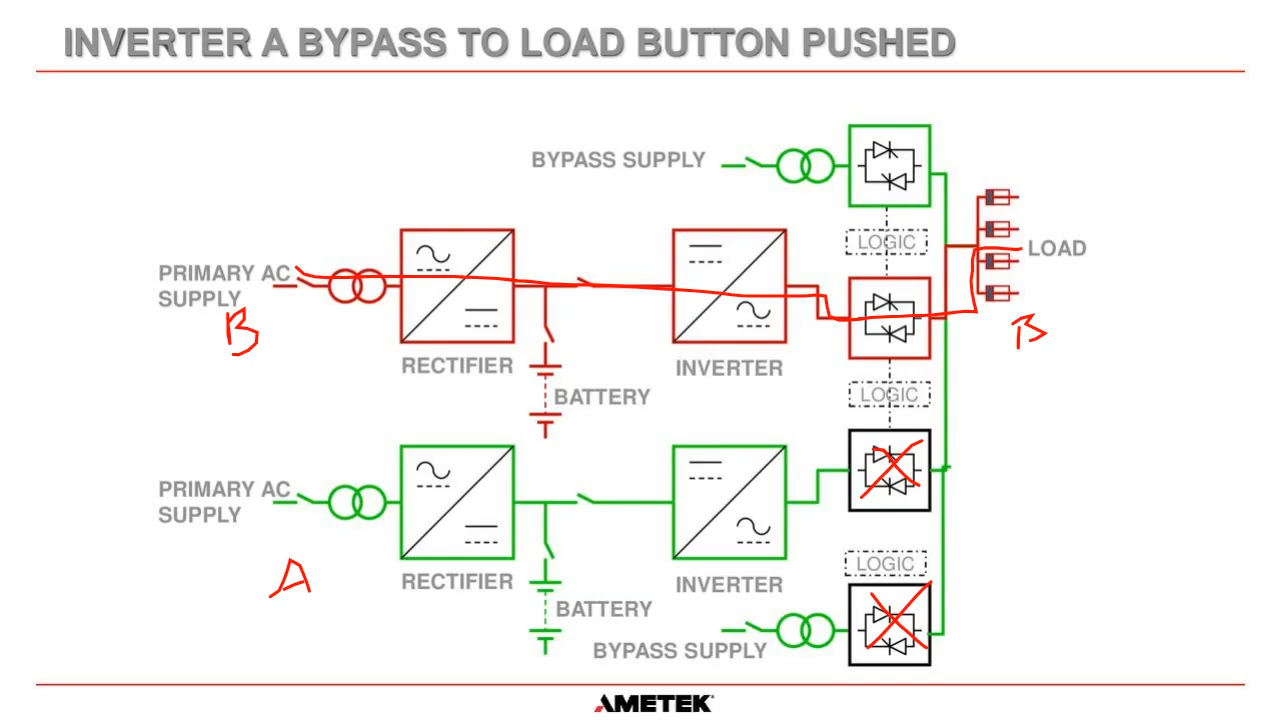 INVERTER A BYPASS TO LOAD BUTTON PUSHED
BYPASS SUPPLY
LOGIC
LOAD
PRIMARY AC
SUPPLY
B
B
RECTIFIER
INVERTER
BATTERY
LOGIC
PRIMARY AC
SUPPLY
A
RECTIFIER
INVERTER
LOGIC
BATTERY
BYPASS SUPPLY
AMETEK